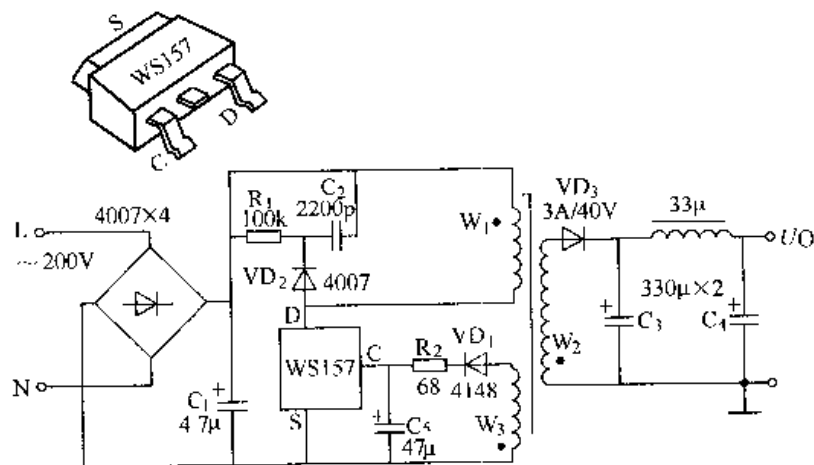 S
WS157
C
D
L
～200V
N
4007×4
R1
100k
C2
2200p
VD2
4007
D
WS157
C
S
C1
4.7μ
R2
68
VD1
4148
C5
47μ
W1
W2
W3
VD3
3A/40V
33μ
330μ×2
C3
C4
UO